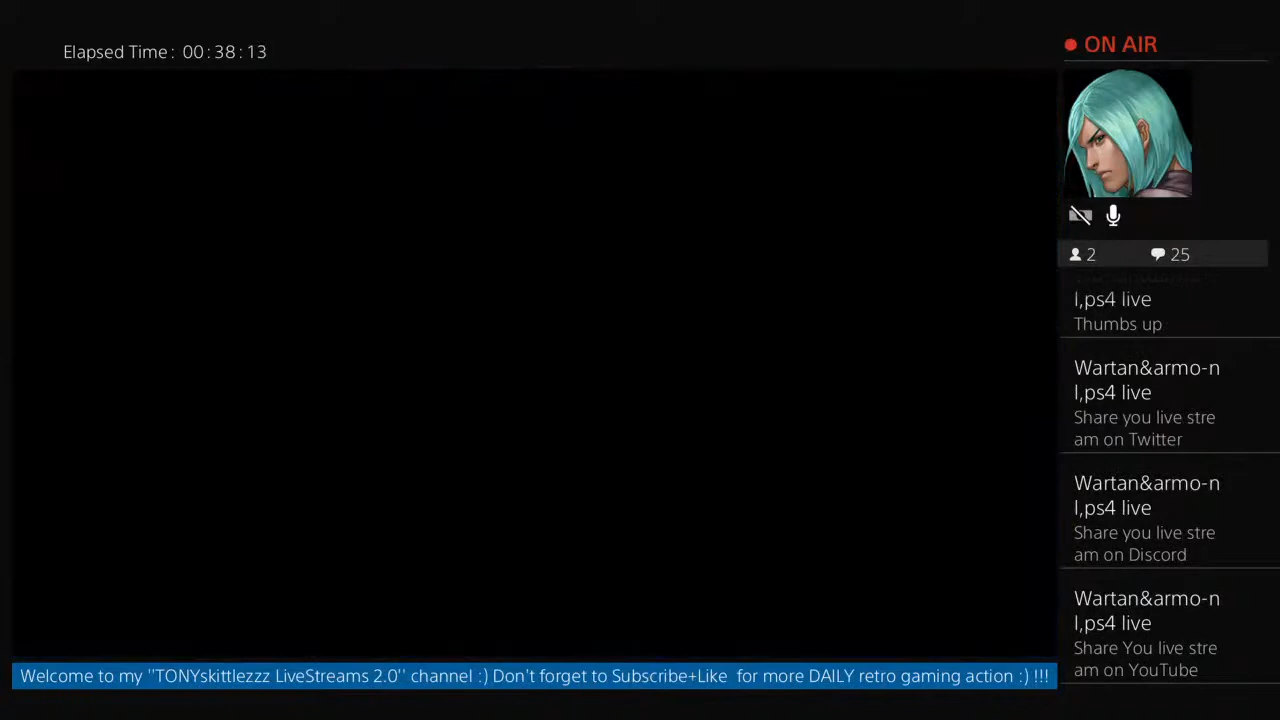 Elapsed Time: 00:38:13
ON AIR
2
25
l,ps4 live
Thumbs up
Wartan&armo-n
l,ps4 live
Share you live stre
am on Twitter
Wartan&armo-n
l,ps4 live
Share you live stre
am on Discord
Wartan&armo-n
l,ps4 live
Share You live stre
am on YouTube
Welcome to my "TONYskittlezzz LiveStreams 2.0" channel :) Don't forget to Subscribe+Like for more DAILY retro gaming action :) !!!